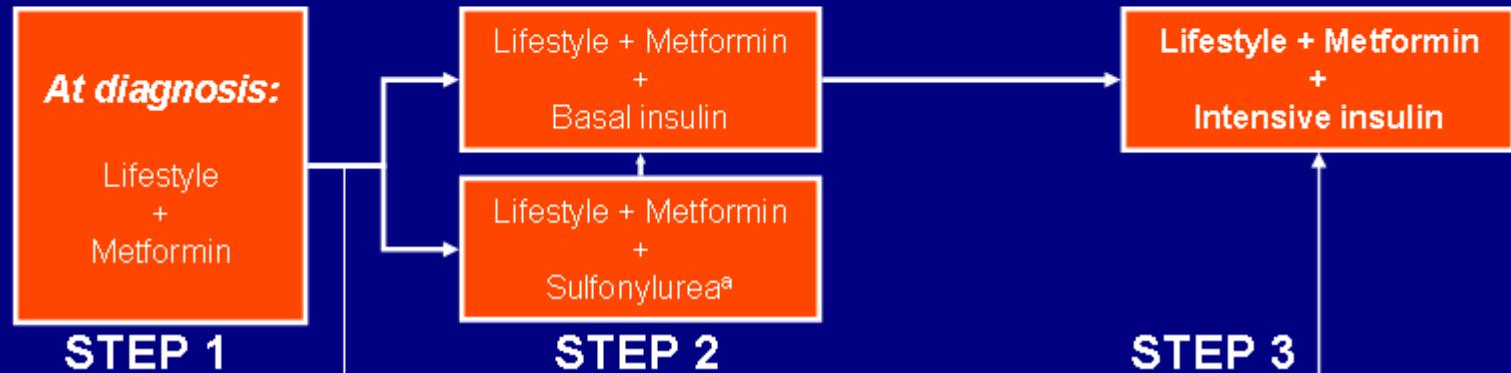 At diagnosis:
Lifestyle
+
Metformin
STEP 1
Lifestyle + Metformin
+
Basal insulin
Lifestyle + Metformin
+
Sulfonylureaᵃ
STEP 2
Lifestyle + Metformin
+
Intensive insulin
STEP 3